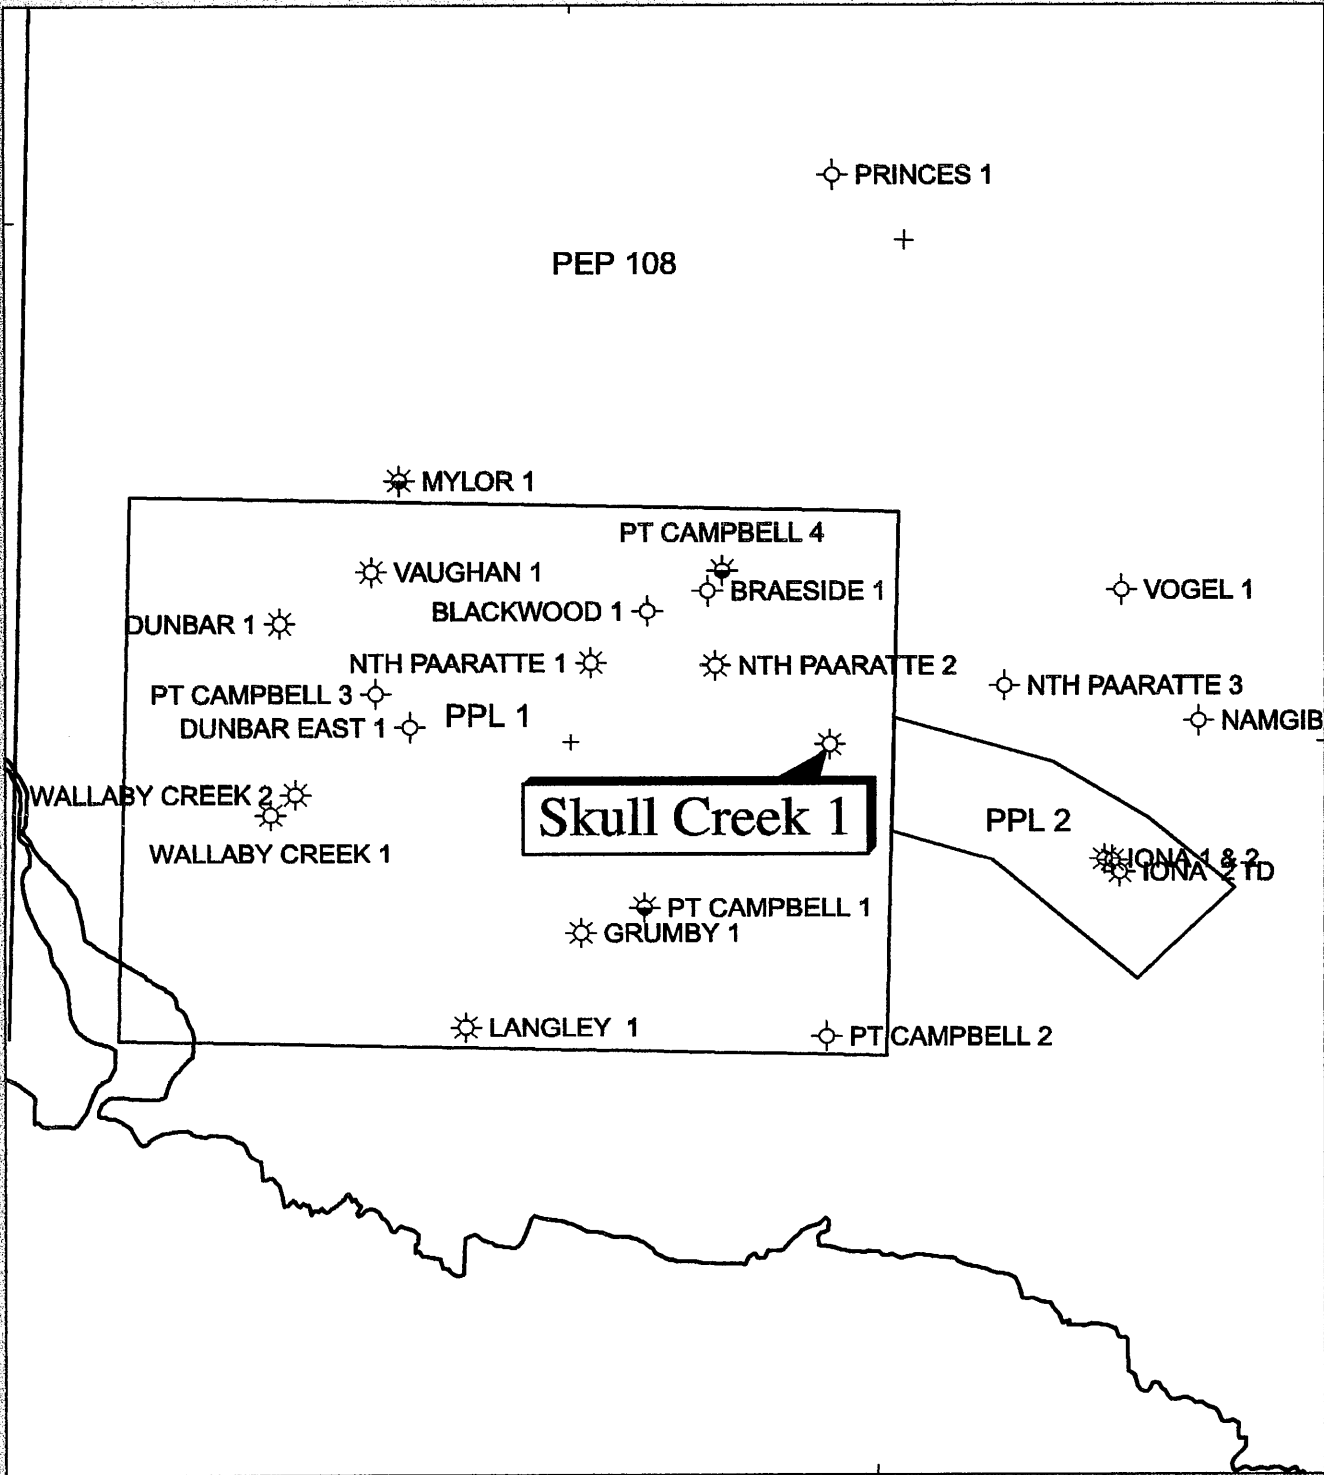 PRINCES 1
PEP 108
MYLOR 1
PT CAMPBELL 4
VAUGHAN 1
BRAESIDE 1
VOGEL 1
BLACKWOOD 1
DUNBAR 1
NTH PAARATTE 1
NTH PAARATTE 2
NTH PAARATTE 3
PT CAMPBELL 3
PPL 1
NAMGIB
DUNBAR EAST 1
WALLABY CREEK 2
Skull Creek 1
PPL 2
WALLABY CREEK 1
IONA 1 & 2
IONA 2 TD
PT CAMPBELL 1
GRUMBY 1
LANGLEY 1
PT CAMPBELL 2